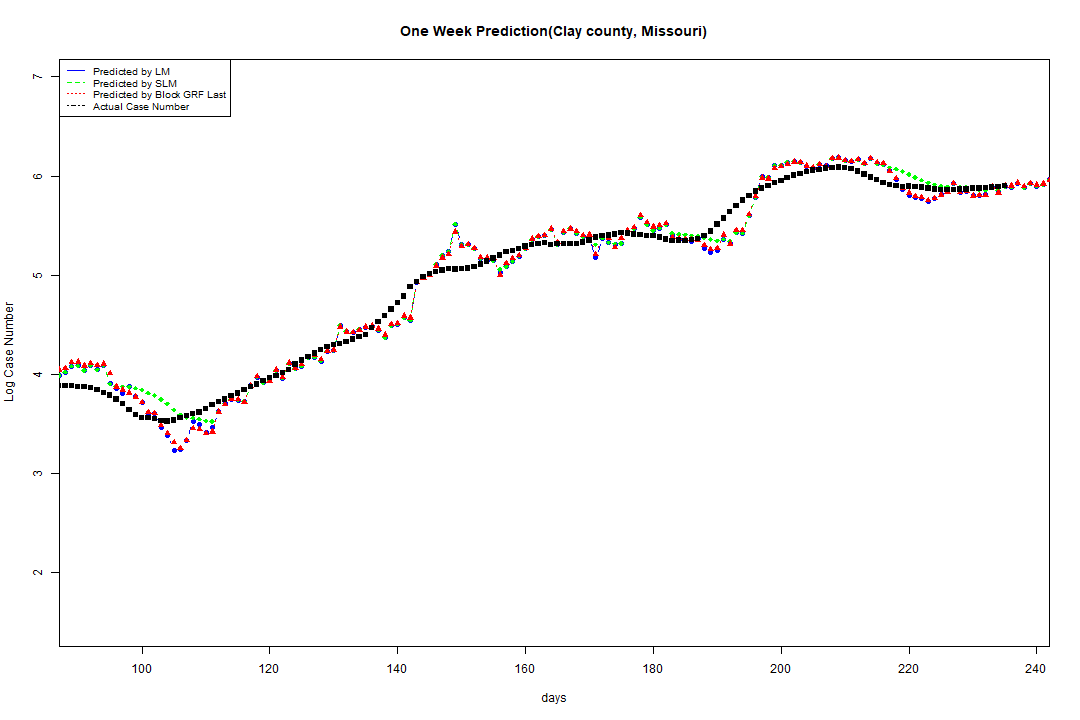 One Week Prediction(Clay county, Missouri)
Predicted by LM
Predicted by SLM
Predicted by Block GRF Last
Actual Case Number
7
6
5
4
3
2
Log Case Number
100 120 140 160 180 200 220 240
days